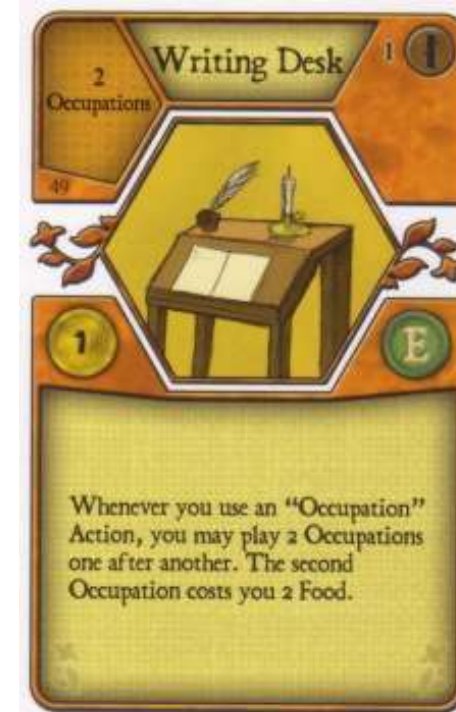 2
Occupations
Writing Desk
1
49
1
E
Whenever you use an “Occupation”
Action, you may play 2 Occupations
one after another. The second
Occupation costs you 2 Food.